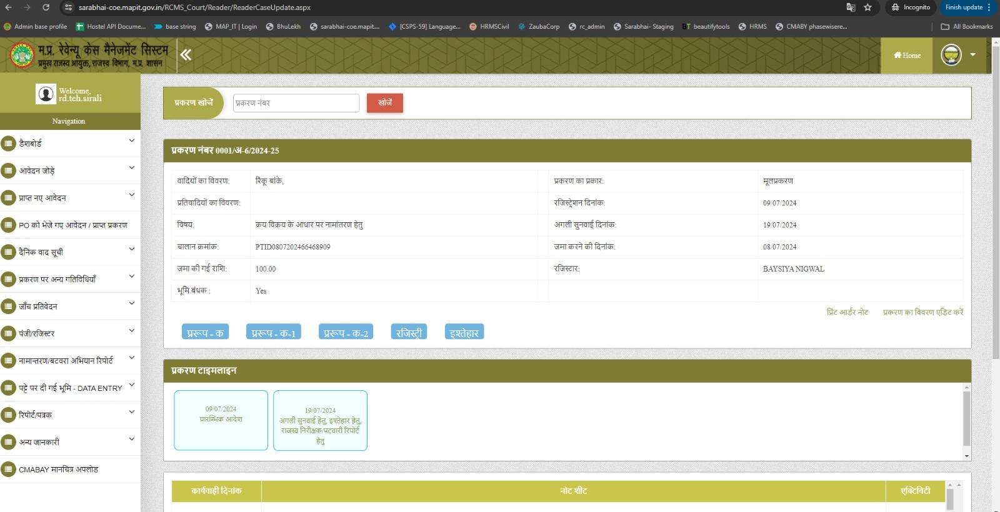 sarabhai-coe.mapit.gov.in/RCMS_Court/Reader/ReaderCaseUpdate.aspx
Incognito
Finish update
Admin base profile
Hostel API Docume...
base string
MAP_IT | Login
BhuLekh
sarabhai-coe.mapit....
[CSPS-59] Language...
HRMSCivil
ZaubaCorp
rc_admin
Sarabhai- Staging
BT beautifytools
HRMS
CMABY phasewisere...
All Bookmarks
म.प्र. रेवेन्यू केस मैनेजमेंट सिस्टम
प्रमुख राजस्व आयुक्त, राजस्व विभाग, म.प्र. शासन
Home
Welcome,
rd.teh.sirali
Navigation
डैशबोर्ड
आवेदन जोड़े
प्राप्त नए आवेदन
PO को भेजे गए आवेदन / प्राप्त प्रकरण
दैनिक वाद सूची
प्रकरण पर अन्य गतिविधियाँ
जाँच प्रतिवेदन
पंजी/रजिस्टर
नामान्तरण/बटवरा अभियान रिपोर्ट
पट्टे पर दी गई भूमि - DATA ENTRY
रिपोर्ट/पत्रक
अन्य जानकारी
CMABAY मानचित्र अपलोड
प्रकरण खोजें
प्रकरण नंबर
खोजें
प्रकरण नंबर 0001/अ-6/2024-25
वादियों का विवरण: रिंकू बांके, प्रकरण का प्रकार: मूलप्रकरण
प्रतिवादियों का विवरण: रजिस्ट्रेशन दिनांक: 09/07/2024
विषय: क्रय/विक्रय के आधार पर नामांतरण हेतु अगली सुनवाई दिनांक: 19/07/2024
चालान क्रमांक: PTID0807202466468909 जमा करने की दिनांक: 08/07/2024
जमा की गई राशि: 100.00 रजिस्टार: BAYSIYA NIGWAL
भूमि बंधक : Yes
प्रिंट आर्डर नोट प्रकरण का विवरण एडिट करें
प्ररूप - क
प्ररूप - क-1
प्ररूप - क-2
रजिस्ट्री
इश्तेहार
प्रकरण टाइमलाइन
09/07/2024
प्रारम्भिक आदेश
19/07/2024
अगली सुनवाई हेतु, इश्तेहार हेतु,
राजस्व निरीक्षक/पटवारी रिपोर्ट
हेतु
कार्यवाही दिनांक नोट शीट एक्टिविटी